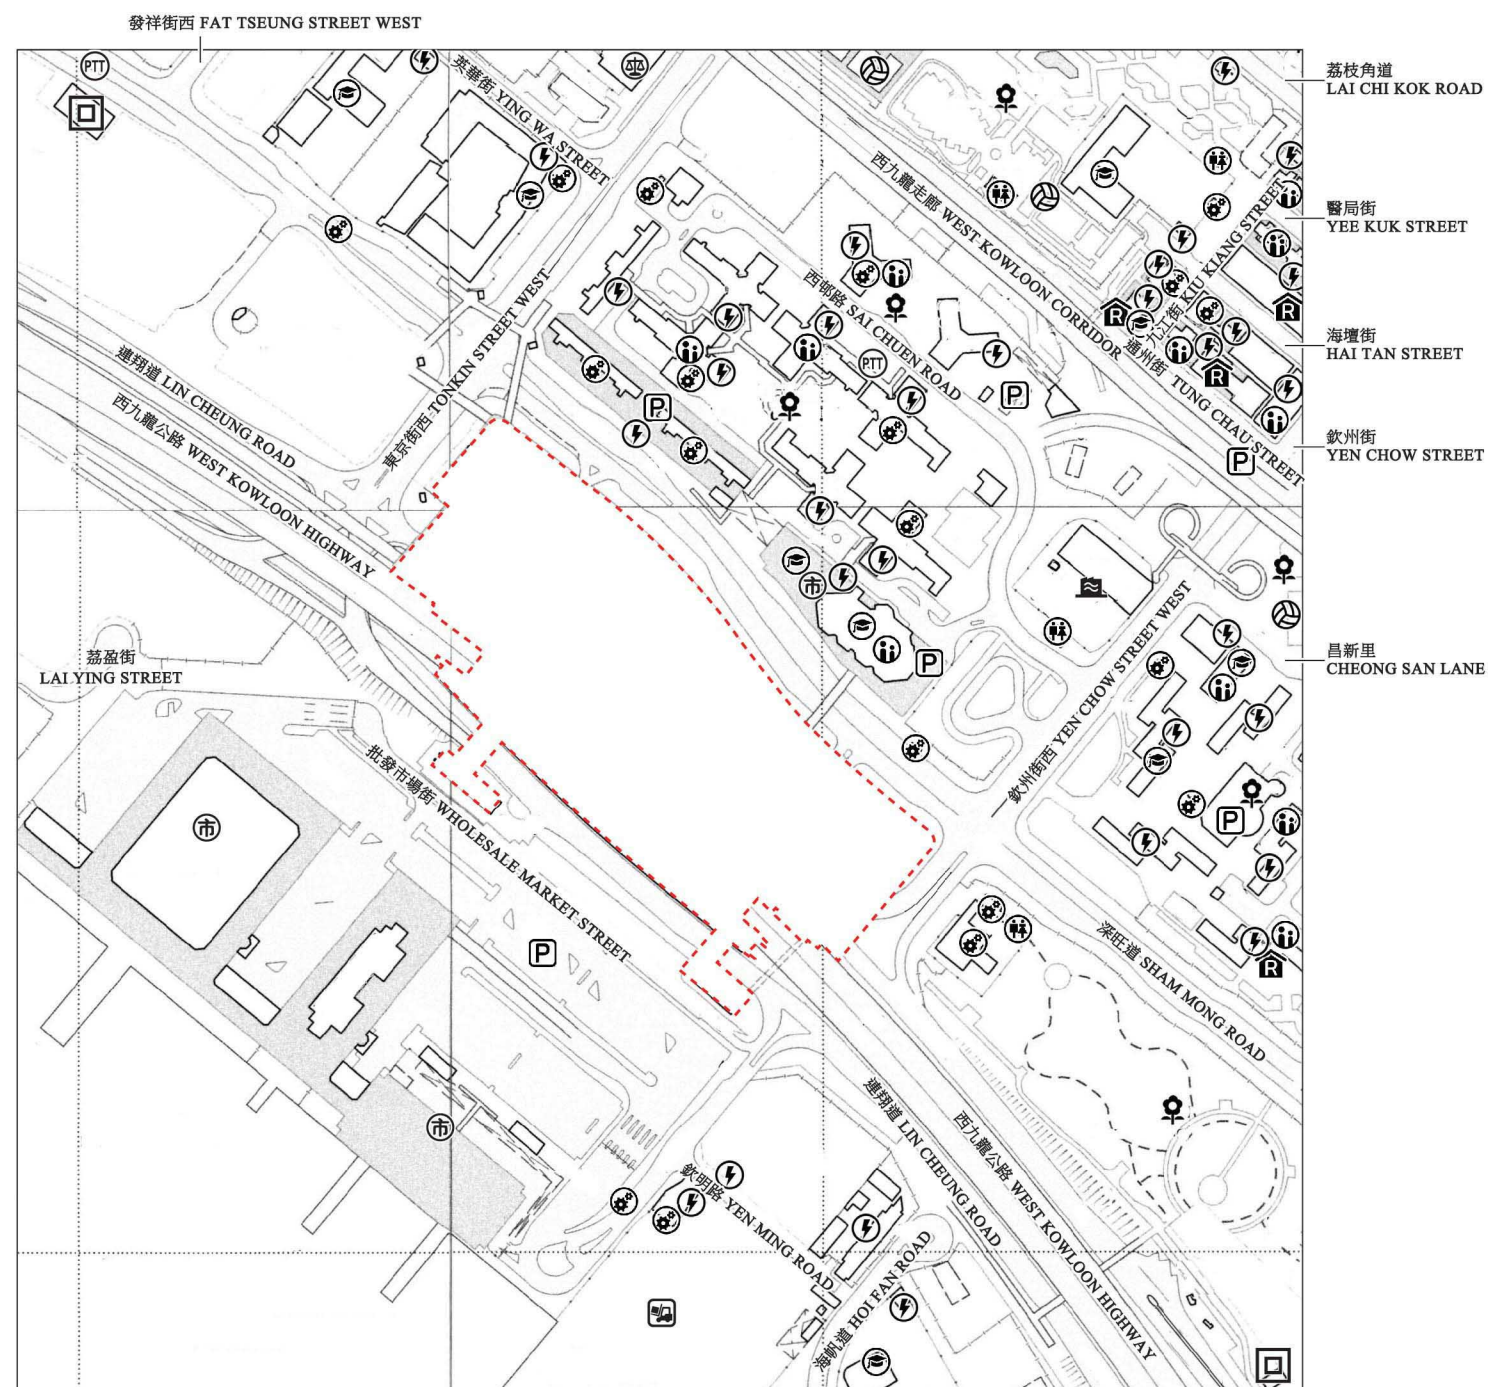 發祥街西 FAT TSEUNG STREET WEST
荔枝角道
LAI CHI KOK ROAD
醫局街
YEE KUK STREET
海壇街
HAI TAN STREET
欽州街
YEN CHOW STREET
昌新里
CHEONG SAN LANE
PTT
英華街 YING WA STREET
西九龍走廊 WEST KOWLOON CORRIDOR
九江街 KIU KIANG STREET
通州街 TUNG CHAU STREET
R
R
R
西邨路 SAI CHUEN ROAD
PTT
P
P
P
東京街西 TONKIN STREET WEST
連翔道 LIN CHEUNG ROAD
西九龍公路 WEST KOWLOON HIGHWAY
市
P
荔盈街
LAI YING STREET
欽州街西 YEN CHOW STREET WEST
P
批發市場街 WHOLESALE MARKET STREET
市
P
R
深旺道 SHAM MONG ROAD
市
連翔道 LIN CHEUNG ROAD
西九龍公路 WEST KOWLOON HIGHWAY
欽明路 YEN MING ROAD
海帆道 HOI FAN ROAD